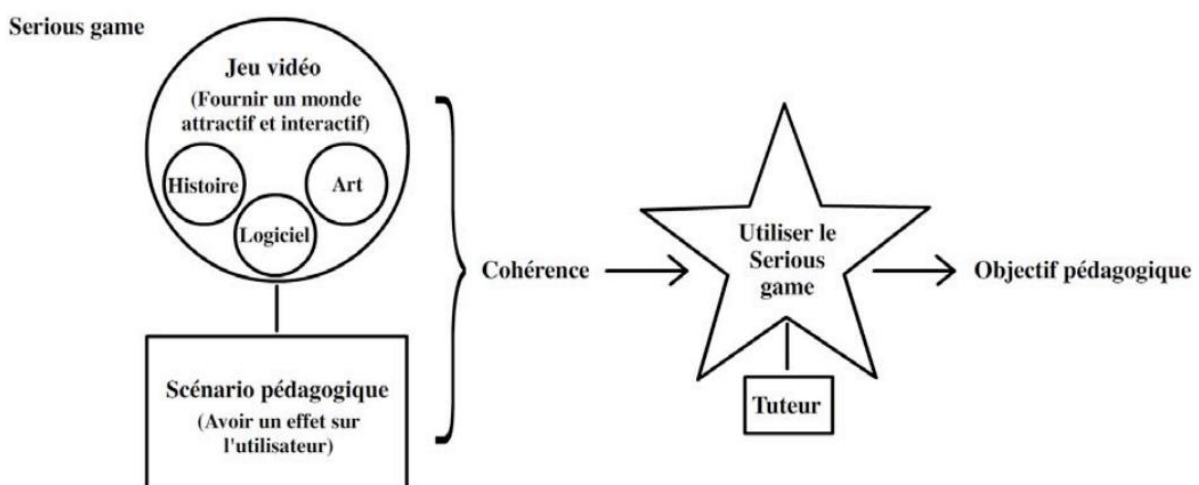 Serious game
Jeu vidéo
(Fournir un monde
attractif et interactif)
Histoire
Art
Logiciel
Scénario pédagogique
(Avoir un effet sur
l'utilisateur)
Cohérence
Utiliser le
Serious
game
Tuteur
Objectif pédagogique